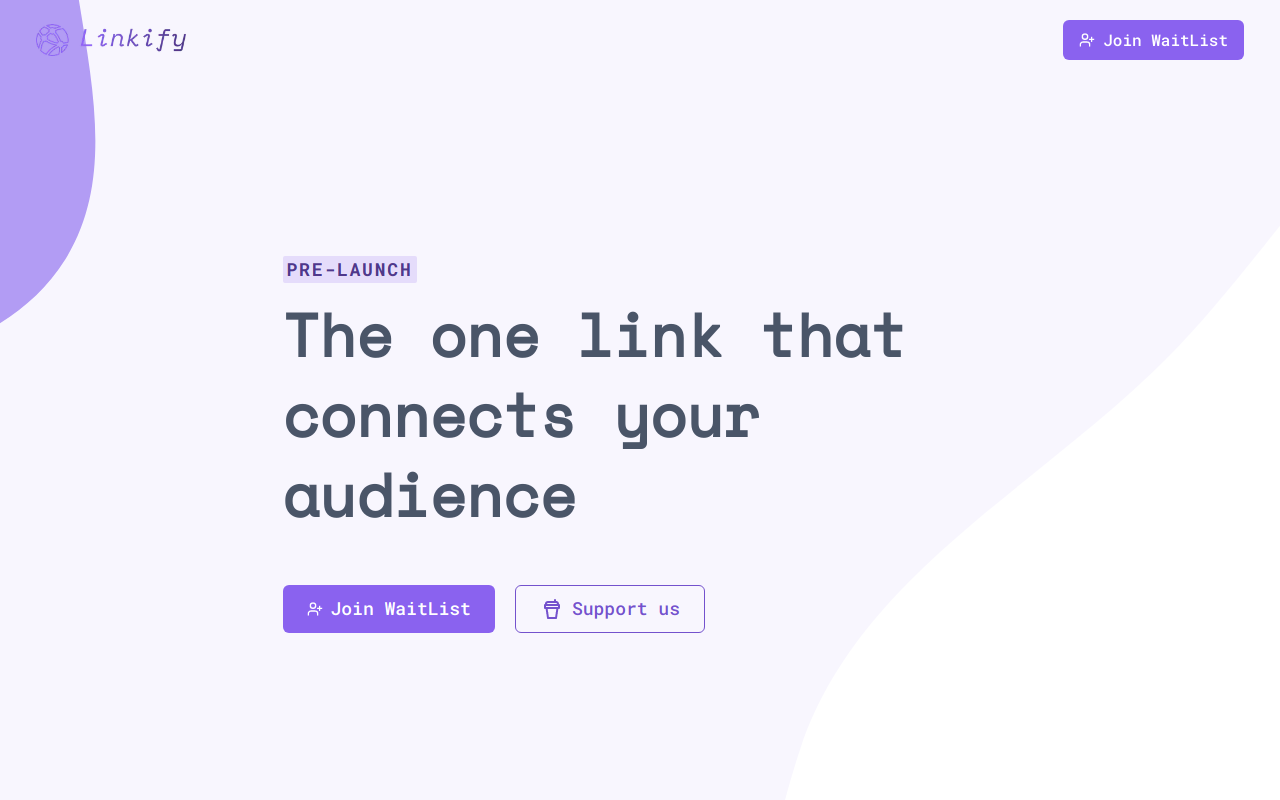 Linkify
Join WaitList
PRE-LAUNCH
The one link that
connects your
audience
Join WaitList
Support us